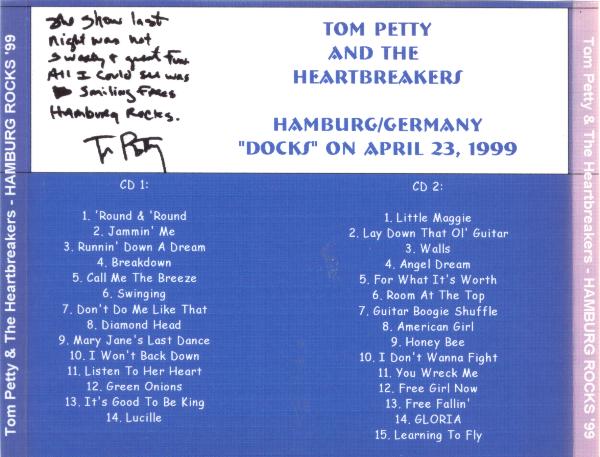 The show last
night was hot
sweaty & great fun
All I could see was
Smiling Faces
Hamburg Rocks.
Tom Petty
TOM PETTY
AND THE
HEARTBREAKERS
HAMBURG/GERMANY
"DOCKS" ON APRIL 23, 1999
Tom Petty & The Heartbreakers - HAMBURG ROCKS '99
CD 1:
1. 'Round & 'Round
2. Jammin' Me
3. Runnin' Down A Dream
4. Breakdown
5. Call Me The Breeze
6. Swinging
7. Don't Do Me Like That
8. Diamond Head
9. Mary Jane's Last Dance
10. I Won't Back Down
11. Listen To Her Heart
12. Green Onions
13. It's Good To Be King
14. Lucille
CD 2:
1. Little Maggie
2. Lay Down That Ol' Guitar
3. Walls
4. Angel Dream
5. For What It's Worth
6. Room At The Top
7. Guitar Boogie Shuffle
8. American Girl
9. Honey Bee
10. I Don't Wanna Fight
11. You Wreck Me
12. Free Girl Now
13. Free Fallin'
14. GLORIA
15. Learning To Fly
Tom Petty & The Heartbreakers - HAMBURG ROCKS '99